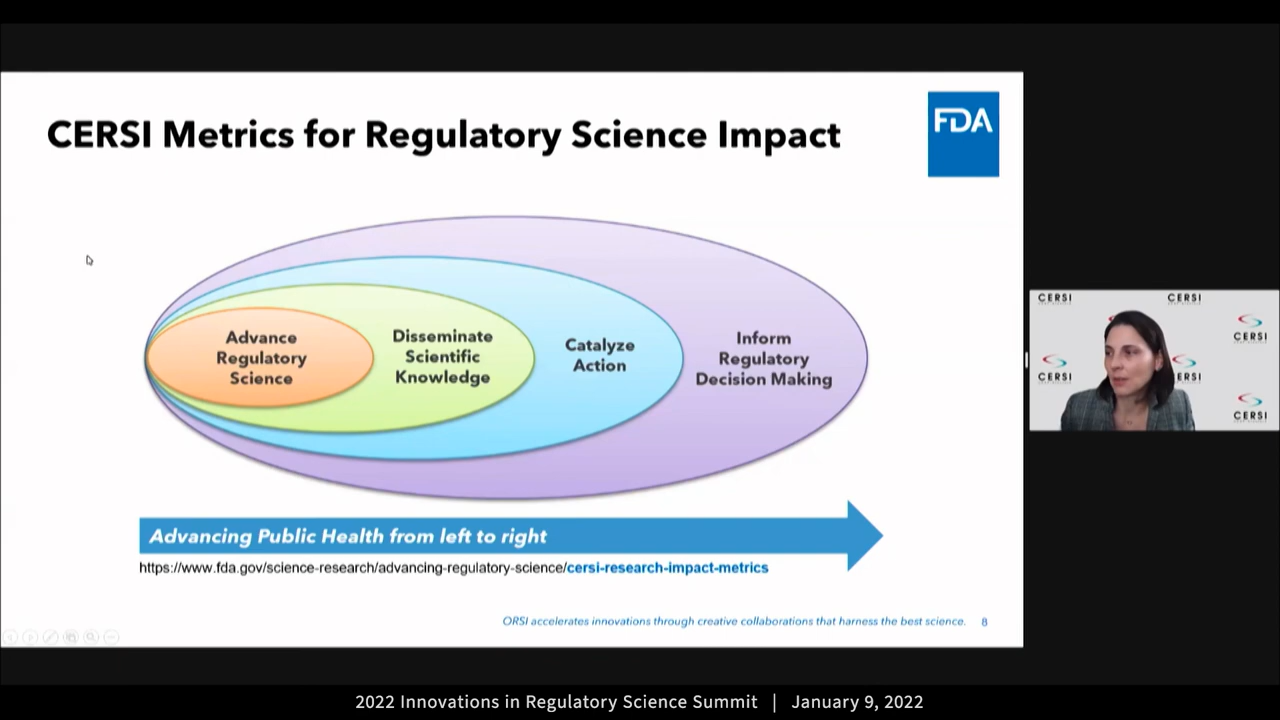 CERSI Metrics for Regulatory Science Impact
FDA
Advance
Regulatory
Science
Disseminate
Scientific
Knowledge
Catalyze
Action
Inform
Regulatory
Decision Making
Advancing Public Health from left to right
https://www.fda.gov/science-research/advancing-regulatory-science/cersi-research-impact-metrics
ORSI accelerates innovations through creative collaborations that harness the best science. 8
CERSI
CERSI
CERSI
CERSI
ERSI
CERSI
2022 Innovations in Regulatory Science Summit | January 9, 2022